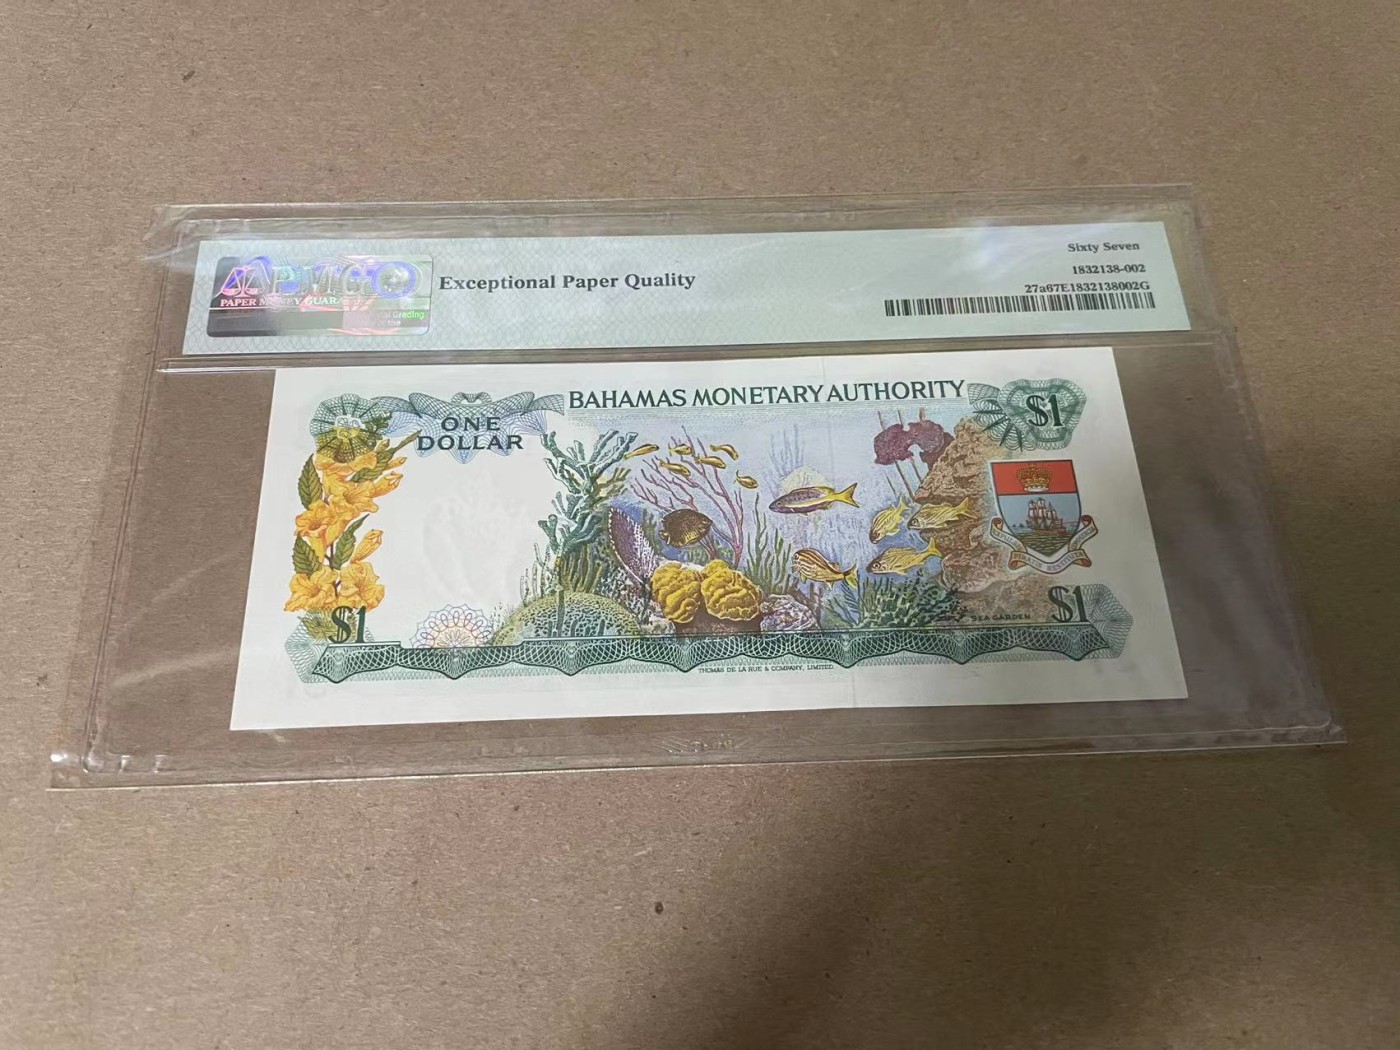 PMG
PAPER MONEY GUARA
Exceptional Paper Quality
Sixty Seven
1832138-002
27a67E1832138002G
BAHAMAS MONETARY AUTHORITY
ONE
DOLLAR
$1
$1
SEA GARDEN
$1
THOMAS DE LA RUE & COMPANY, LIMITED.